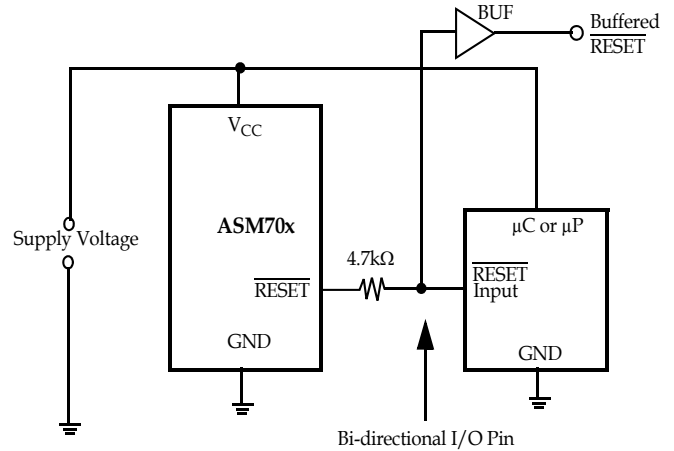 BUF
Buffered
RESET
VCC
ASM70x
µC or µP
Supply Voltage
4.7kΩ
RESET
RESET
Input
GND
GND
Bi-directional I/O Pin